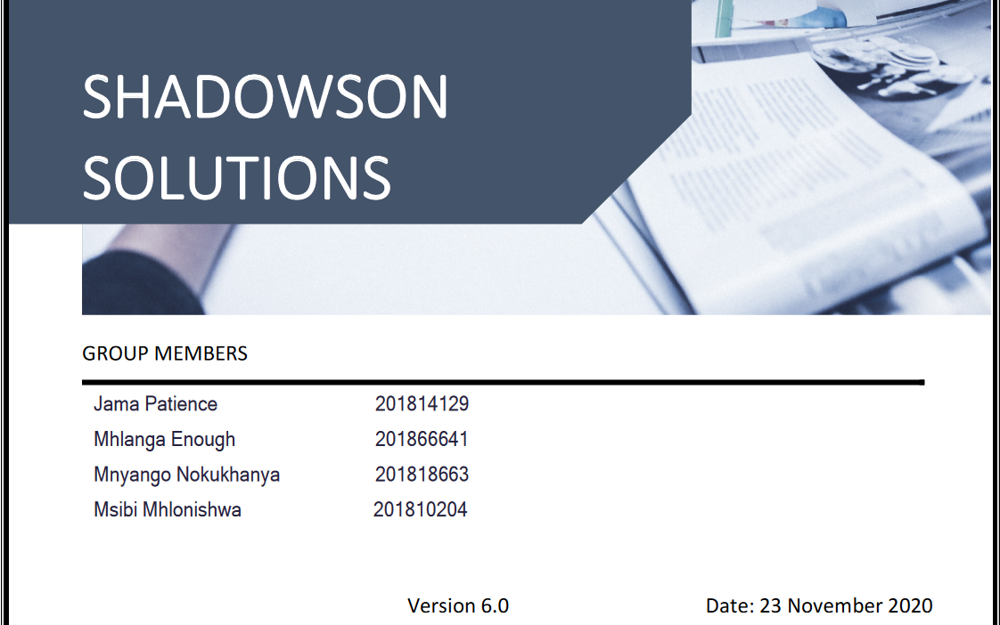 SHADOWSON
SOLUTIONS
GROUP MEMBERS
Jama Patience 201814129
Mhlanga Enough 201866641
Mnyango Nokukhanya 201818663
Msibi Mhlonishwa 201810204
Version 6.0 Date: 23 November 2020